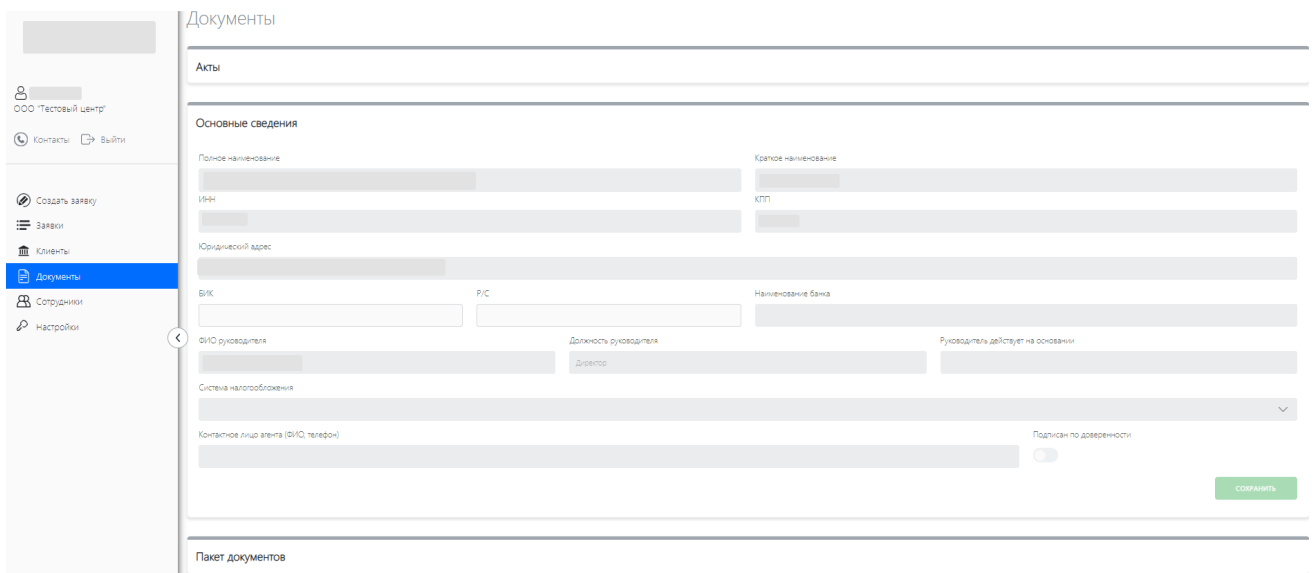 Документы
Акты
ООО "Тестовый центр"
Контакты Выйти
Основные сведения
Полное наименование Краткое наименование
ИНН КПП
Юридический адрес
БИК Р/С Наименование банка
ФИО руководителя Должность руководителя Руководитель действует на основании
Директор
Система налогообложения
Контактное лицо агента (ФИО, телефон) Подписан по доверенности
СОХРАНИТЬ
Пакет документов
Создать заявку
Заявки
Клиенты
Документы
Сотрудники
Настройки